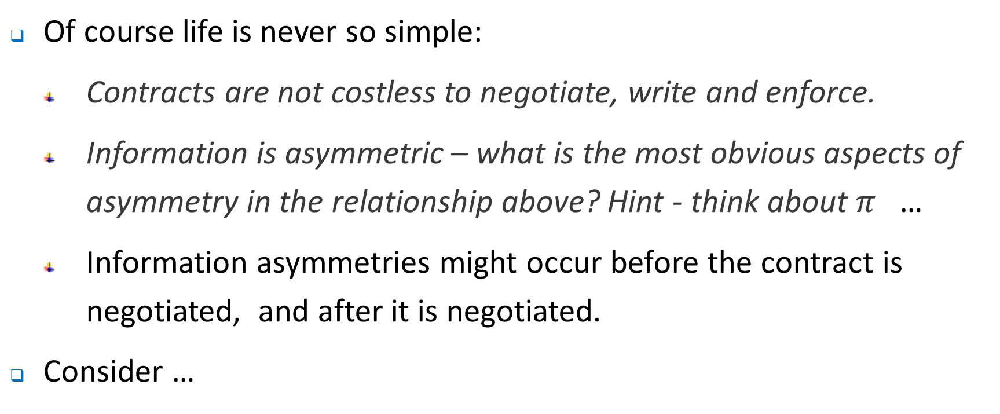 Of course life is never so simple:
Contracts are not costless to negotiate, write and enforce.
Information is asymmetric – what is the most obvious aspects of
asymmetry in the relationship above? Hint - think about π …
Information asymmetries might occur before the contract is
negotiated, and after it is negotiated.
Consider …